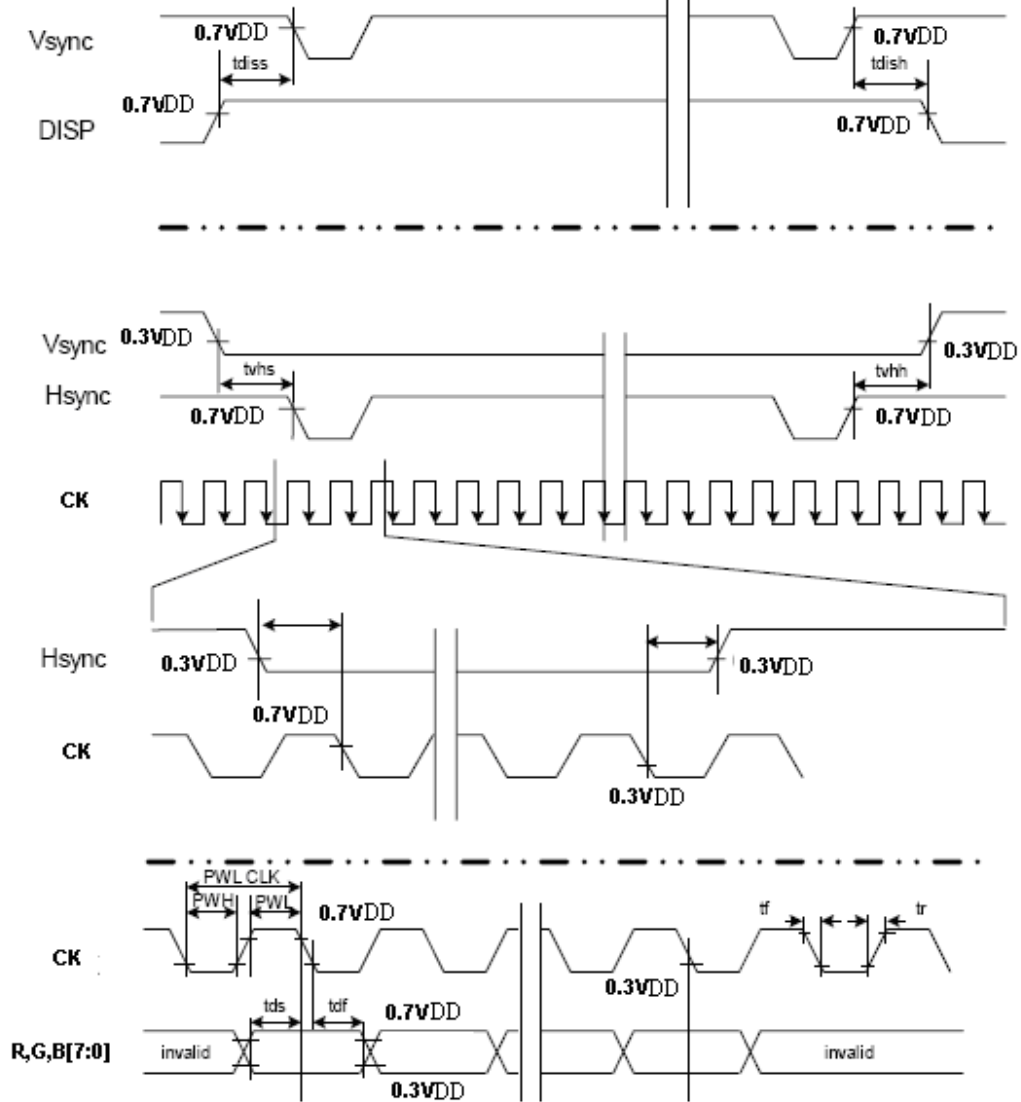 Vsync
0.7VDD
0.7VDD
tdiss
tdish
0.7VDD
0.7VDD
DISP
Vsync
0.3VDD
0.3VDD
tvhs
tvhh
Hsync
0.7VDD
0.7VDD
CK
Hsync
0.3VDD
0.3VDD
0.7VDD
CK
0.3VDD
PWL CLK
PWH
PWL
0.7VDD
tf
tr
CK
0.3VDD
tds
tdf
0.7VDD
R,G,B[7:0]
invalid
invalid
0.3VDD